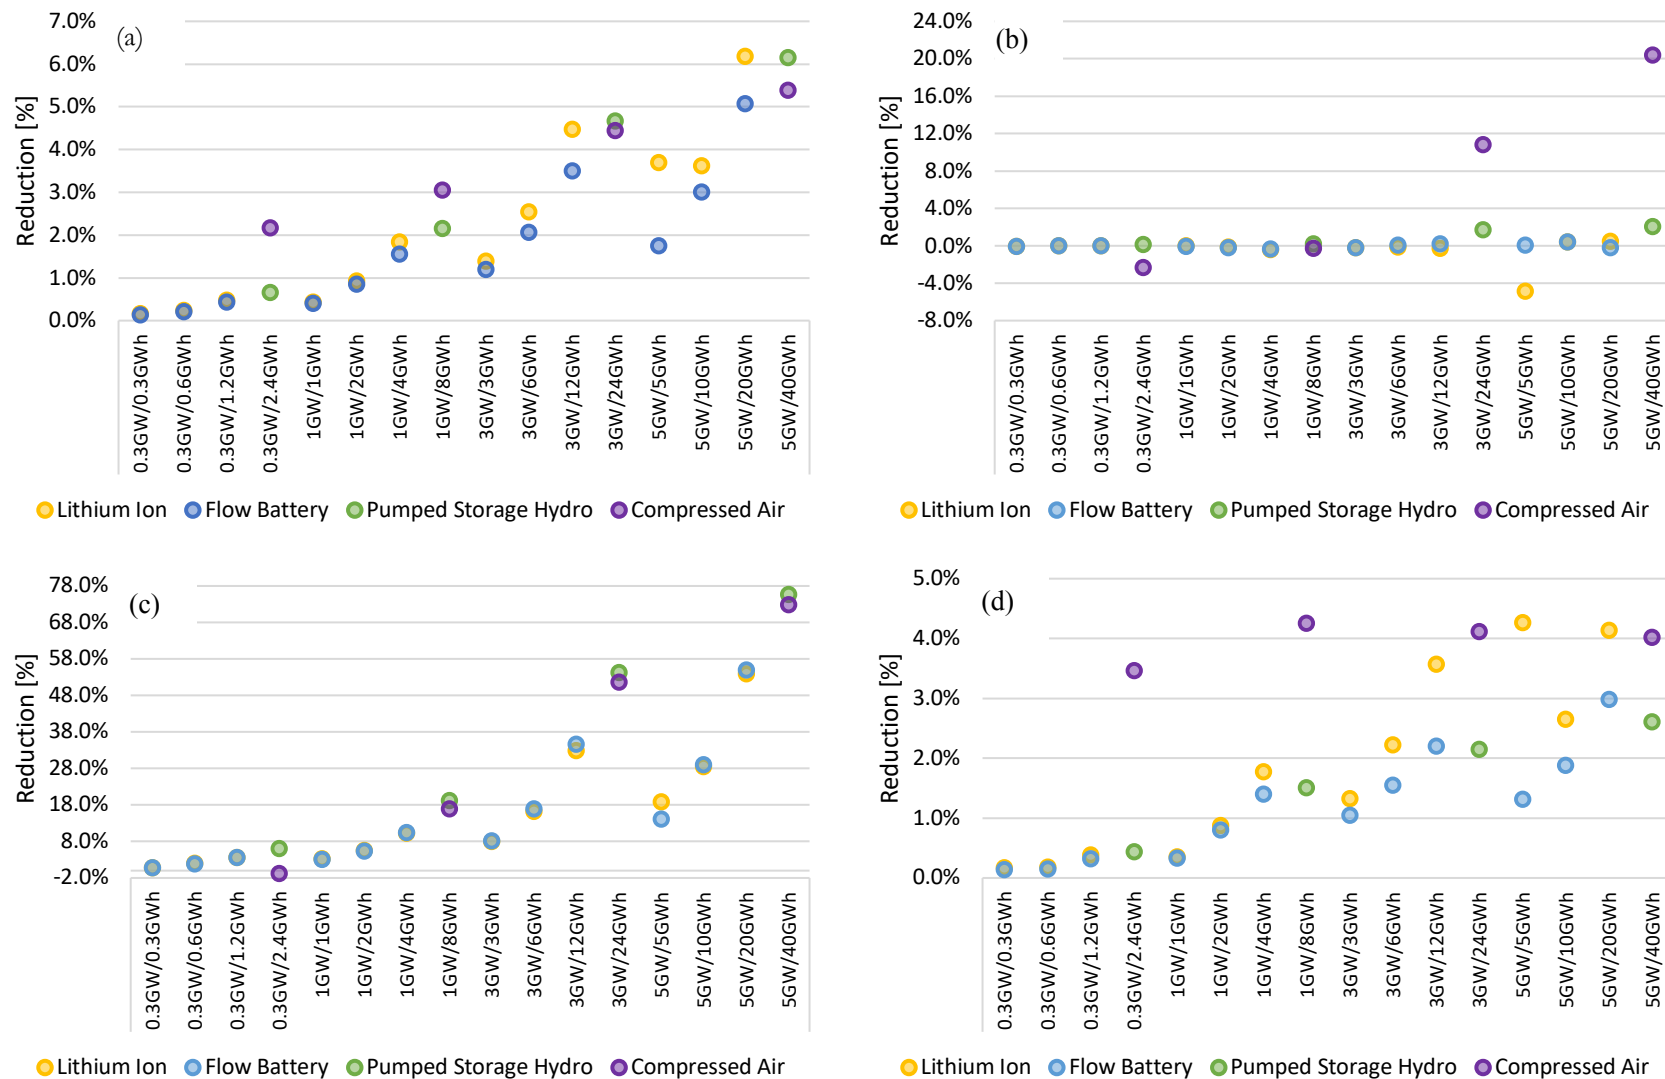 (a)
Reduction [%]
7.0%
6.0%
5.0%
4.0%
3.0%
2.0%
1.0%
0.0%
0.3GW/0.3GWh
0.3GW/0.6GWh
0.3GW/1.2GWh
0.3GW/2.4GWh
1GW/1GWh
1GW/2GWh
1GW/4GWh
1GW/8GWh
3GW/3GWh
3GW/6GWh
3GW/12GWh
3GW/24GWh
5GW/5GWh
5GW/10GWh
5GW/20GWh
5GW/40GWh
Lithium Ion Flow Battery Pumped Storage Hydro Compressed Air
(b)
Reduction [%]
24.0%
20.0%
16.0%
12.0%
8.0%
4.0%
0.0%
-4.0%
-8.0%
0.3GW/0.3GWh
0.3GW/0.6GWh
0.3GW/1.2GWh
0.3GW/2.4GWh
1GW/1GWh
1GW/2GWh
1GW/4GWh
1GW/8GWh
3GW/3GWh
3GW/6GWh
3GW/12GWh
3GW/24GWh
5GW/5GWh
5GW/10GWh
5GW/20GWh
5GW/40GWh
Lithium Ion Flow Battery Pumped Storage Hydro Compressed Air
(c)
Reduction [%]
78.0%
68.0%
58.0%
48.0%
38.0%
28.0%
18.0%
8.0%
-2.0%
0.3GW/0.3GWh
0.3GW/0.6GWh
0.3GW/1.2GWh
0.3GW/2.4GWh
1GW/1GWh
1GW/2GWh
1GW/4GWh
1GW/8GWh
3GW/3GWh
3GW/6GWh
3GW/12GWh
3GW/24GWh
5GW/5GWh
5GW/10GWh
5GW/20GWh
5GW/40GWh
Lithium Ion Flow Battery Pumped Storage Hydro Compressed Air
(d)
Reduction [%]
5.0%
4.0%
3.0%
2.0%
1.0%
0.0%
0.3GW/0.3GWh
0.3GW/0.6GWh
0.3GW/1.2GWh
0.3GW/2.4GWh
1GW/1GWh
1GW/2GWh
1GW/4GWh
1GW/8GWh
3GW/3GWh
3GW/6GWh
3GW/12GWh
3GW/24GWh
5GW/5GWh
5GW/10GWh
5GW/20GWh
5GW/40GWh
Lithium Ion Flow Battery Pumped Storage Hydro Compressed Air